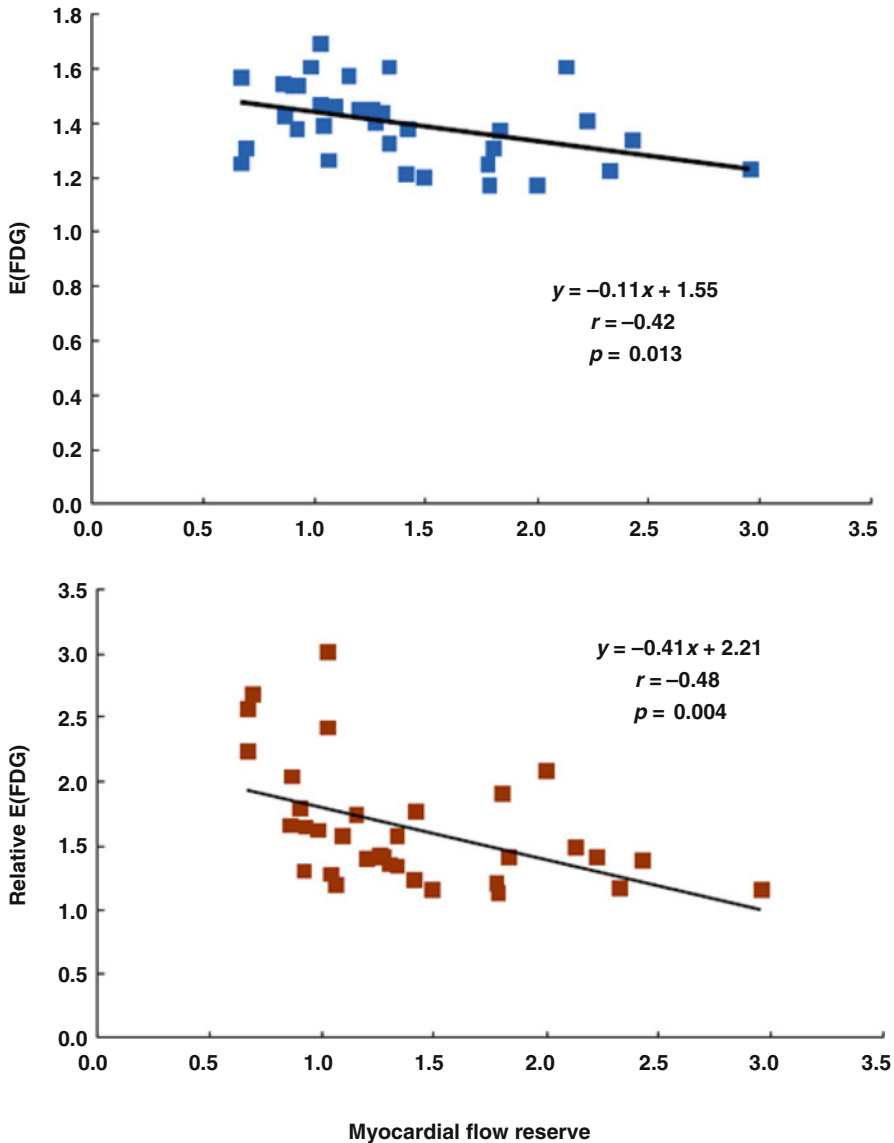 1.8
1.6
1.4
1.2
1.0
0.8
0.6
0.4
0.2
0.0
E(FDG)
y = –0.11x + 1.55
r = –0.42
p = 0.013
0.0 0.5 1.0 1.5 2.0 2.5 3.0 3.5
3.5
3.0
2.5
2.0
1.5
1.0
0.5
0.0
Relative E(FDG)
y = –0.41x + 2.21
r = –0.48
p = 0.004
0.0 0.5 1.0 1.5 2.0 2.5 3.0 3.5
Myocardial flow reserve